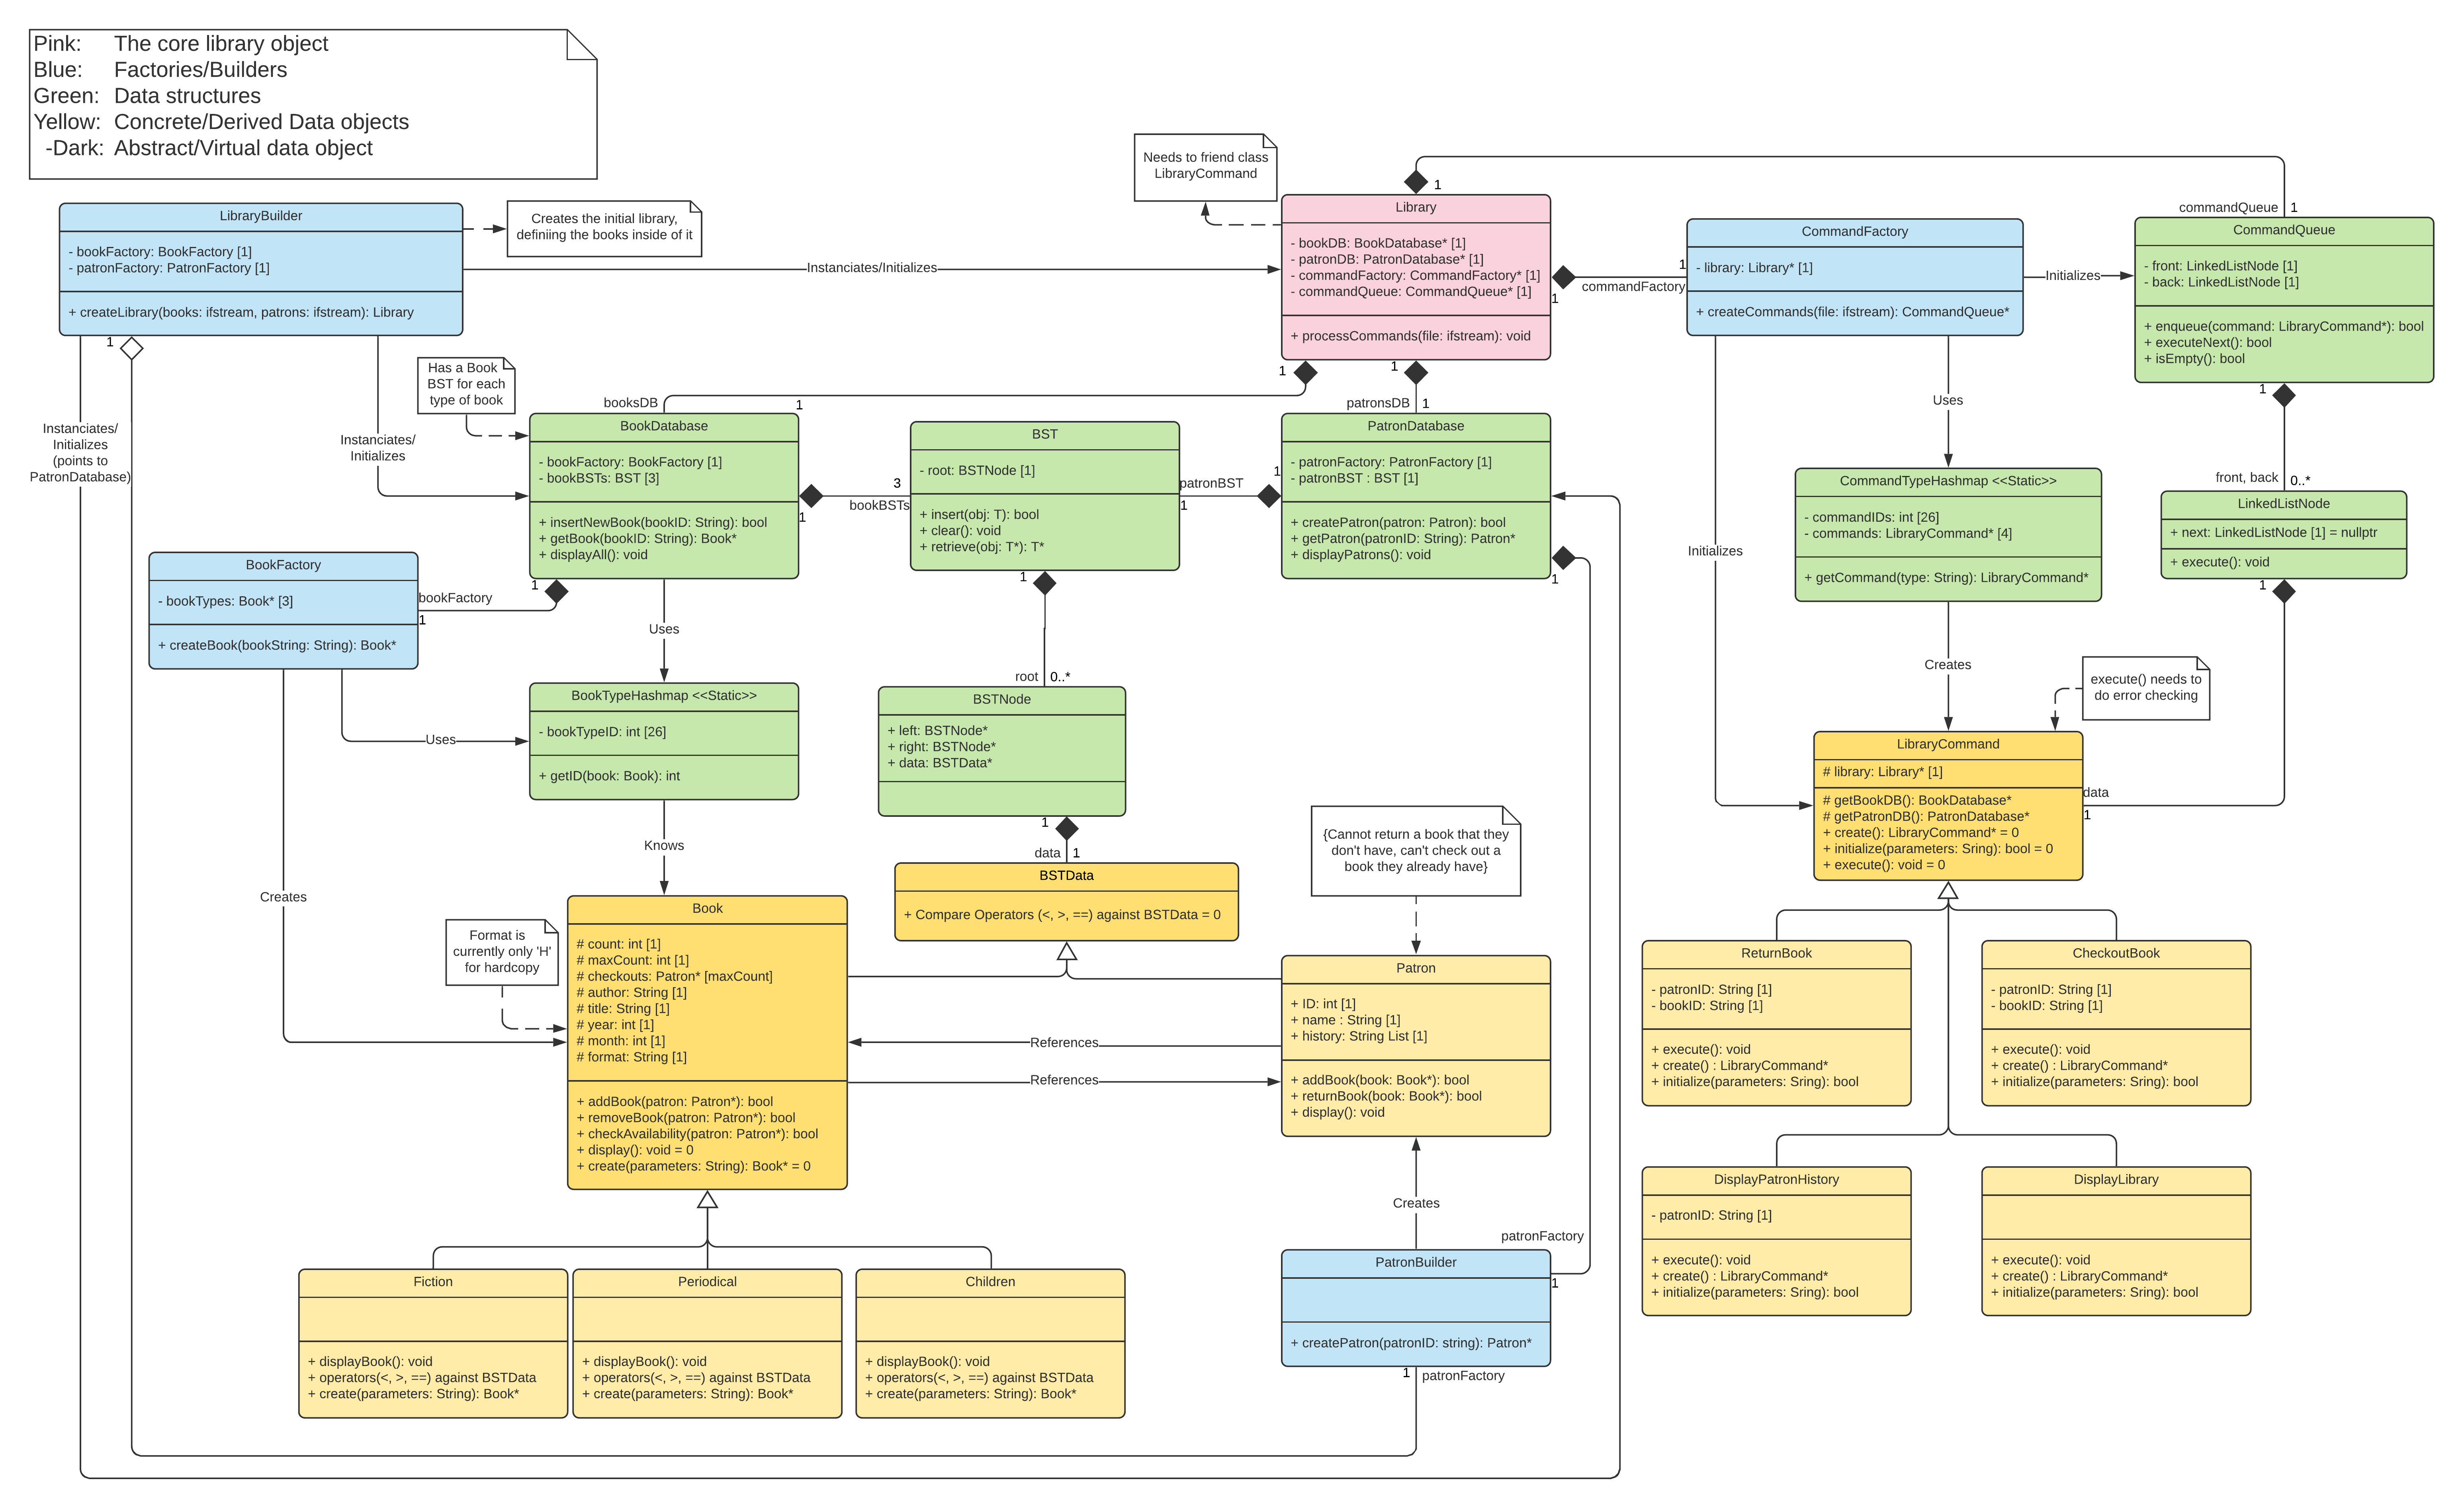 Pink: The core library object
Blue: Factories/Builders
Green: Data structures
Yellow: Concrete/Derived Data objects
-Dark: Abstract/Virtual data object
LibraryBuilder
- bookFactory: BookFactory [1]
- patronFactory: PatronFactory [1]
+ createLibrary(books: ifstream, patrons: ifstream): Library
Creates the initial library,
definiing the books inside of it
Instanciates/Initializes
Needs to friend class
LibraryCommand
1
Library
- bookDB: BookDatabase* [1]
- patronDB: PatronDatabase* [1]
- commandFactory: CommandFactory* [1]
- commandQueue: CommandQueue* [1]
+ processCommands(file: ifstream): void
1
commandFactory
1
CommandFactory
- library: Library* [1]
+ createCommands(file: ifstream): CommandQueue*
Initializes
commandQueue
1
CommandQueue
- front: LinkedListNode [1]
- back: LinkedListNode [1]
+ enqueue(command: LibraryCommand*): bool
+ executeNext(): bool
+ isEmpty(): bool
1
Instanciates/
Initializes
(points to
PatronDatabase)
1
Instanciates/
Initializes
Has a Book
BST for each
type of book
1
booksDB
1
BookDatabase
- bookFactory: BookFactory [1]
- bookBSTs: BST [3]
+ insertNewBook(bookID: String): bool
+ getBook(bookID: String): Book*
+ displayAll(): void
1
3
bookBSTs
BST
- root: BSTNode [1]
+ insert(obj: T): bool
+ clear(): void
+ retrieve(obj: T*): T*
patronBST
1
1
1
patronsDB
1
PatronDatabase
- patronFactory: PatronFactory [1]
- patronBST : BST [1]
+ createPatron(patron: Patron): bool
+ getPatron(patronID: String): Patron*
+ displayPatrons(): void
1
Uses
Initializes
CommandTypeHashmap <<Static>>
- commandIDs: int [26]
- commands: LibraryCommand* [4]
+ getCommand(type: String): LibraryCommand*
front, back
0..*
LinkedListNode
+ next: LinkedListNode [1] = nullptr
+ execute(): void
1
BookFactory
- bookTypes: Book* [3]
+ createBook(bookString: String): Book*
bookFactory
1
1
Uses
Uses
Creates
BookTypeHashmap <<Static>>
- bookTypeID: int [26]
+ getID(book: Book): int
Knows
1
root
0..*
BSTNode
+ left: BSTNode*
+ right: BSTNode*
+ data: BSTData*
1
data
1
BSTData
+ Compare Operators (<, >, ==) against BSTData = 0
{Cannot return a book that they
don't have, can't check out a
book they already have}
Creates
execute() needs to
do error checking
LibraryCommand
# library: Library* [1]
# getBookDB(): BookDatabase*
# getPatronDB(): PatronDatabase*
+ create(): LibraryCommand* = 0
+ initialize(parameters: Sring): bool = 0
+ execute(): void = 0
data
1
Format is
currently only 'H'
for hardcopy
Book
# count: int [1]
# maxCount: int [1]
# checkouts: Patron* [maxCount]
# author: String [1]
# title: String [1]
# year: int [1]
# month: int [1]
# format: String [1]
+ addBook(patron: Patron*): bool
+ removeBook(patron: Patron*): bool
+ checkAvailability(patron: Patron*): bool
+ display(): void = 0
+ create(parameters: String): Book* = 0
References
References
Patron
+ ID: int [1]
+ name : String [1]
+ history: String List [1]
+ addBook(book: Book*): bool
+ returnBook(book: Book*): bool
+ display(): void
Creates
ReturnBook
- patronID: String [1]
- bookID: String [1]
+ execute(): void
+ create() : LibraryCommand*
+ initialize(parameters: Sring): bool
CheckoutBook
- patronID: String [1]
- bookID: String [1]
+ execute(): void
+ create() : LibraryCommand*
+ initialize(parameters: Sring): bool
DisplayPatronHistory
- patronID: String [1]
+ execute(): void
+ create() : LibraryCommand*
+ initialize(parameters: Sring): bool
DisplayLibrary
+ execute(): void
+ create() : LibraryCommand*
+ initialize(parameters: Sring): bool
Fiction
+ displayBook(): void
+ operators(<, >, ==) against BSTData
+ create(parameters: String): Book*
Periodical
+ displayBook(): void
+ operators(<, >, ==) against BSTData
+ create(parameters: String): Book*
Children
+ displayBook(): void
+ operators(<, >, ==) against BSTData
+ create(parameters: String): Book*
patronFactory
1
PatronBuilder
+ createPatron(patronID: string): Patron*
1
patronFactory